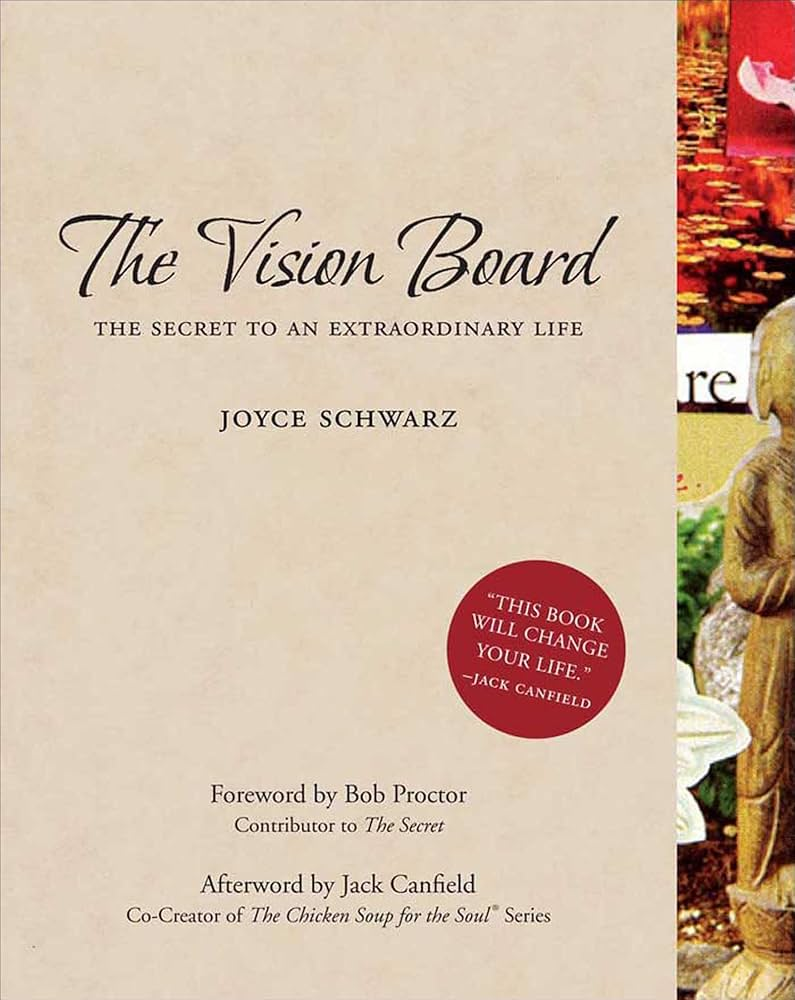 The Vision Board
THE SECRET TO AN EXTRAORDINARY LIFE
JOYCE SCHWARZ
re
“THIS BOOK
WILL CHANGE
YOUR LIFE.”
–JACK CANFIELD
Foreword by Bob Proctor
Contributor to The Secret
Afterword by Jack Canfield
Co-Creator of The Chicken Soup for the Soul® Series